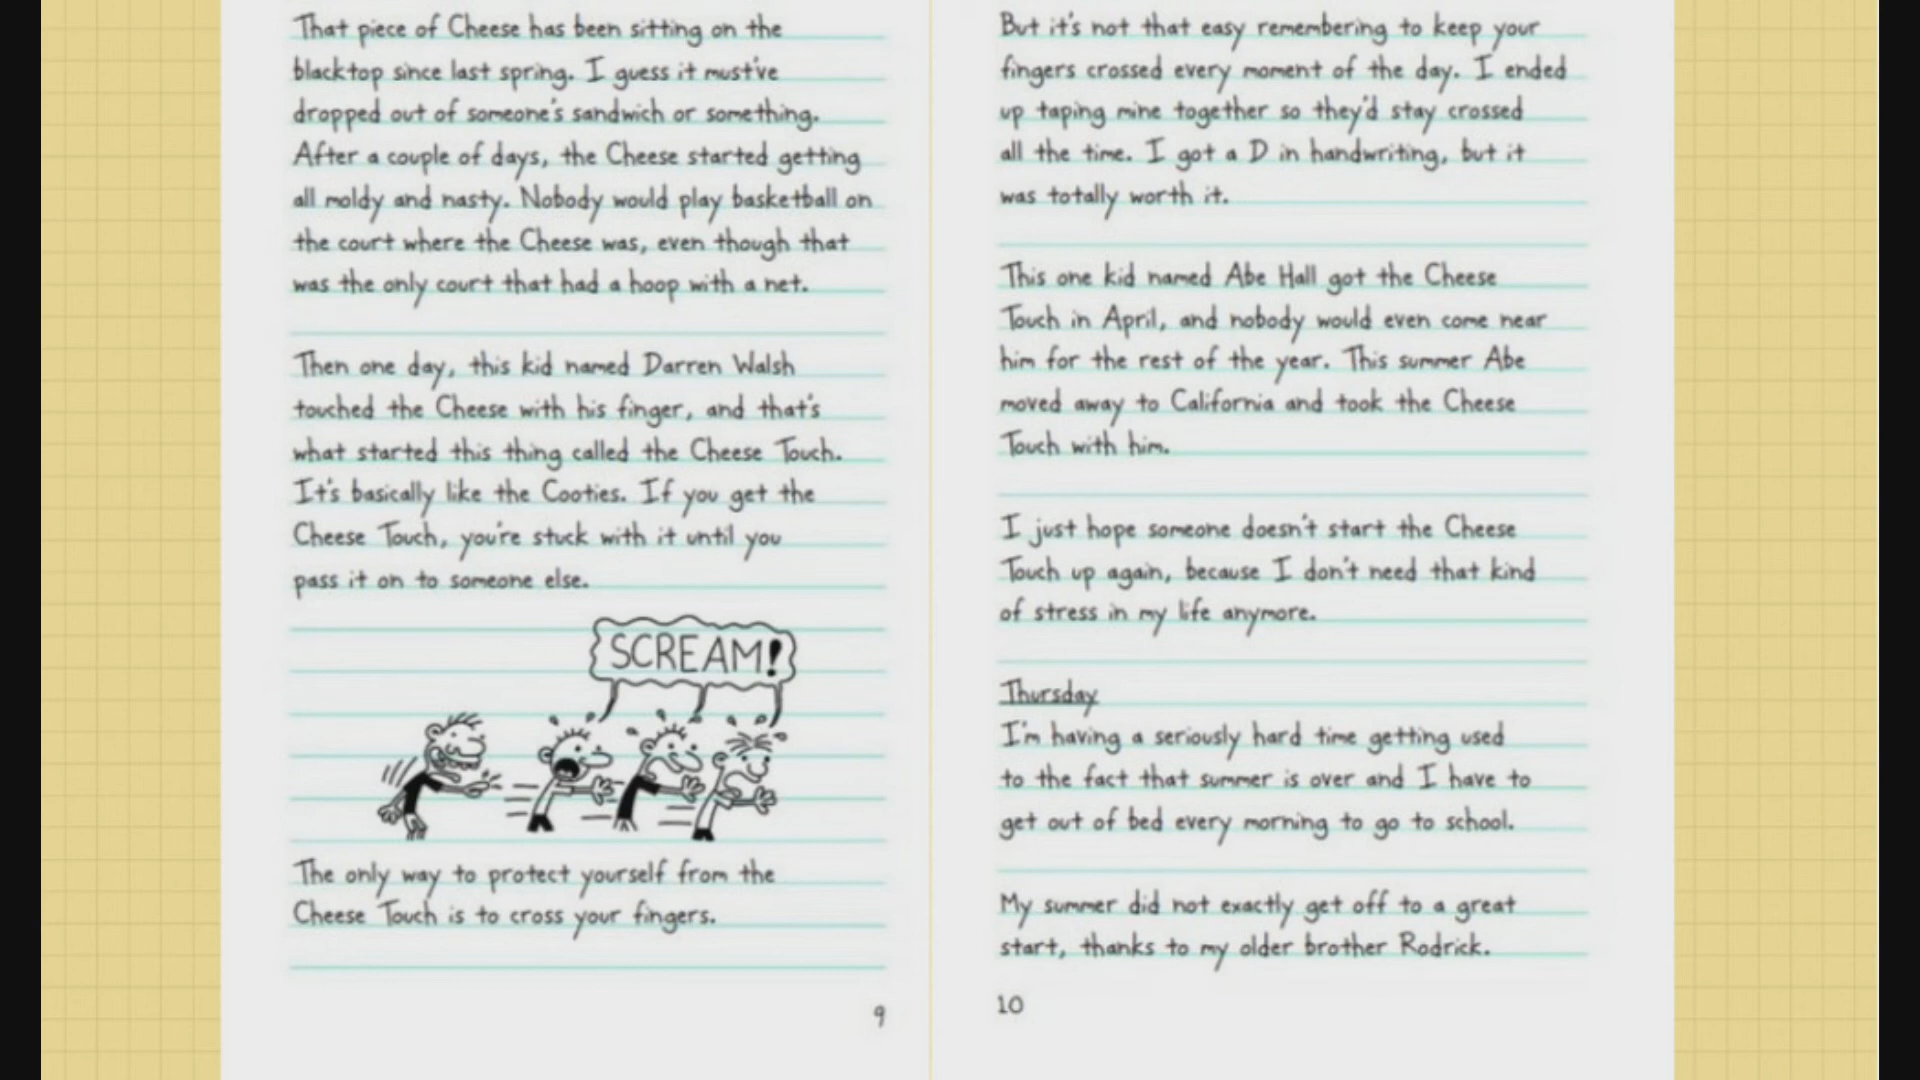 That piece of Cheese has been sitting on the
blacktop since last spring. I guess it must've
dropped out of someone's sandwich or something.
After a couple of days, the Cheese started getting
all moldy and nasty. Nobody would play basketball on
the court where the Cheese was, even though that
was the only court that had a hoop with a net.
Then one day, this kid named Darren Walsh
touched the Cheese with his finger, and that's
what started this thing called the Cheese Touch.
It's basically like the Cooties. If you get the
Cheese Touch, you're stuck with it until you
pass it on to someone else.
SCREAM!
The only way to protect yourself from the
Cheese Touch is to cross your fingers.
9
But it's not that easy remembering to keep your
fingers crossed every moment of the day. I ended
up taping mine together so they'd stay crossed
all the time. I got a D in handwriting, but it
was totally worth it.
This one kid named Abe Hall got the Cheese
Touch in April, and nobody would even come near
him for the rest of the year. This summer Abe
moved away to California and took the Cheese
Touch with him.
I just hope someone doesn't start the Cheese
Touch up again, because I don't need that kind
of stress in my life anymore.
Thursday
I'm having a seriously hard time getting used
to the fact that summer is over and I have to
get out of bed every morning to go to school.
My summer did not exactly get off to a great
start, thanks to my older brother Rodrick.
10